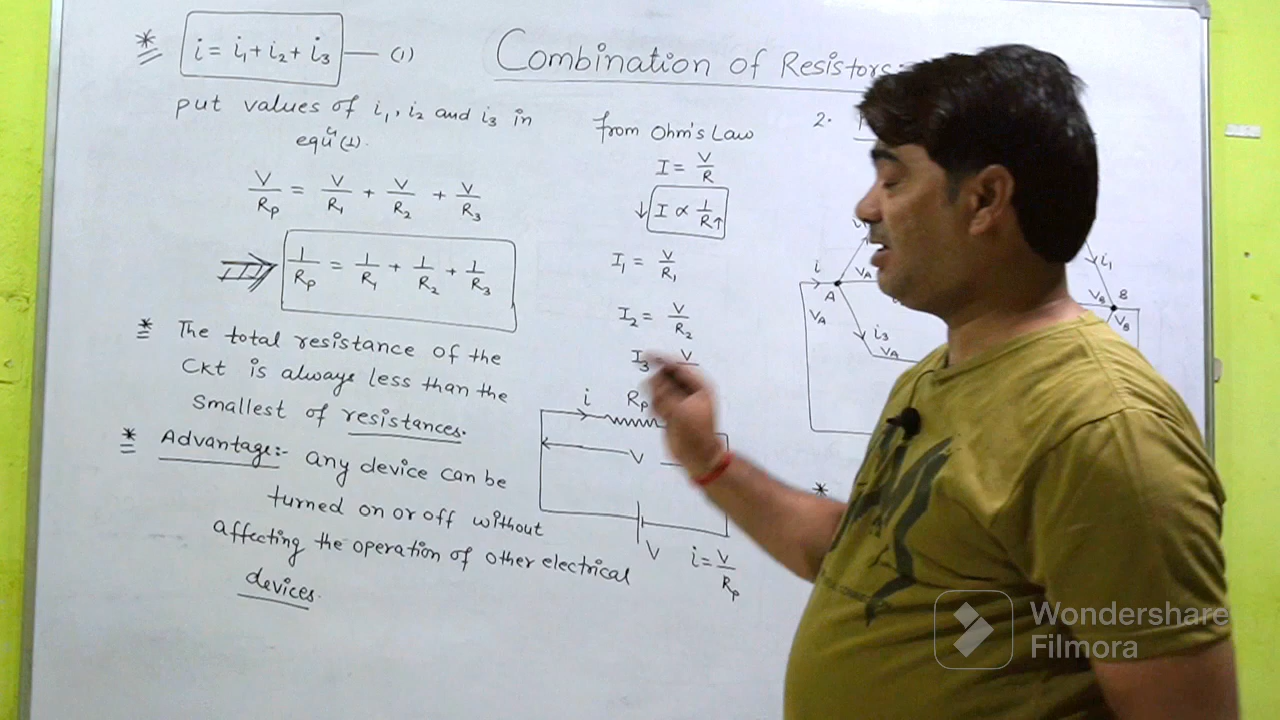 * i = i₁ + i₂ + i₃ — (1)
Combination of Resistors:-
put values of i₁, i₂ and i₃ in
equⁿ(1).
V/Rp = V/R₁ + V/R₂ + V/R₃
1/Rp = 1/R₁ + 1/R₂ + 1/R₃
* The total resistance of the
Ckt is always less than the
Smallest of resistances.
* Advantage:- any device can be
turned on or off without
affecting the operation of other electrical
devices.
from Ohm's Law
I = V/R
↓ I ∝ 1/R↑
I₁ = V/R₁
I₂ = V/R₂
I₃ = V
i Rp
V
V
i = V/Rp
2.
i
A
VA
VA
i₃
VA
i₁
VB B
VB
*
Wondershare
Filmora